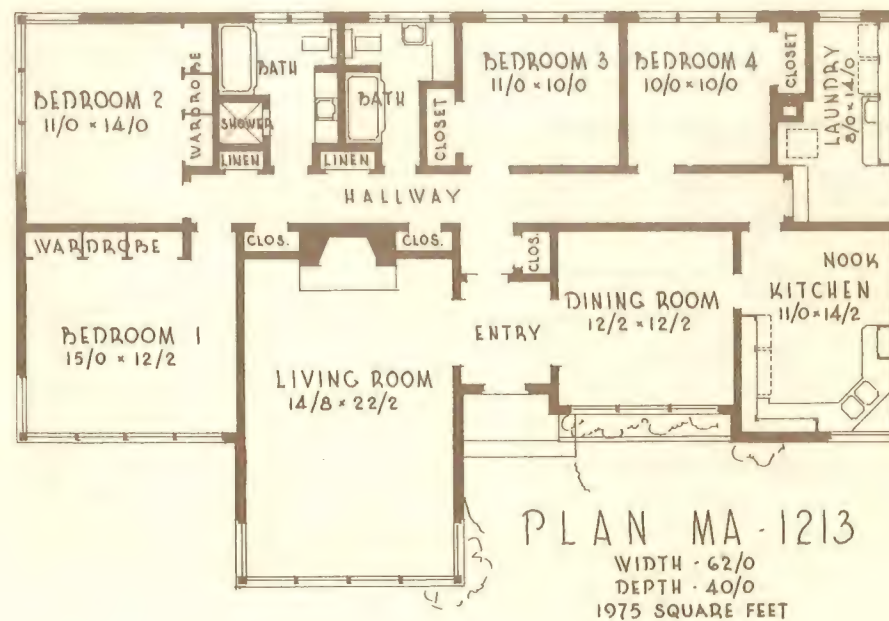 BEDROOM 2
11/0 × 14/0
WARDROBE
WARDROBE
BATH
SHOWER
LINEN
BATH
LINEN
CLOSET
BEDROOM 3
11/0 × 10/0
BEDROOM 4
10/0 × 10/0
CLOSET
LAUNDRY
8/0 × 14/0
HALLWAY
WARDROBE
BEDROOM 1
15/0 × 12/2
CLOS.
CLOS.
LIVING ROOM
14/8 × 22/2
CLOS.
ENTRY
DINING ROOM
12/2 × 12/2
NOOK
KITCHEN
11/0 × 14/2
PLAN MA-1213
WIDTH - 62/0
DEPTH - 40/0
1975 SQUARE FEET